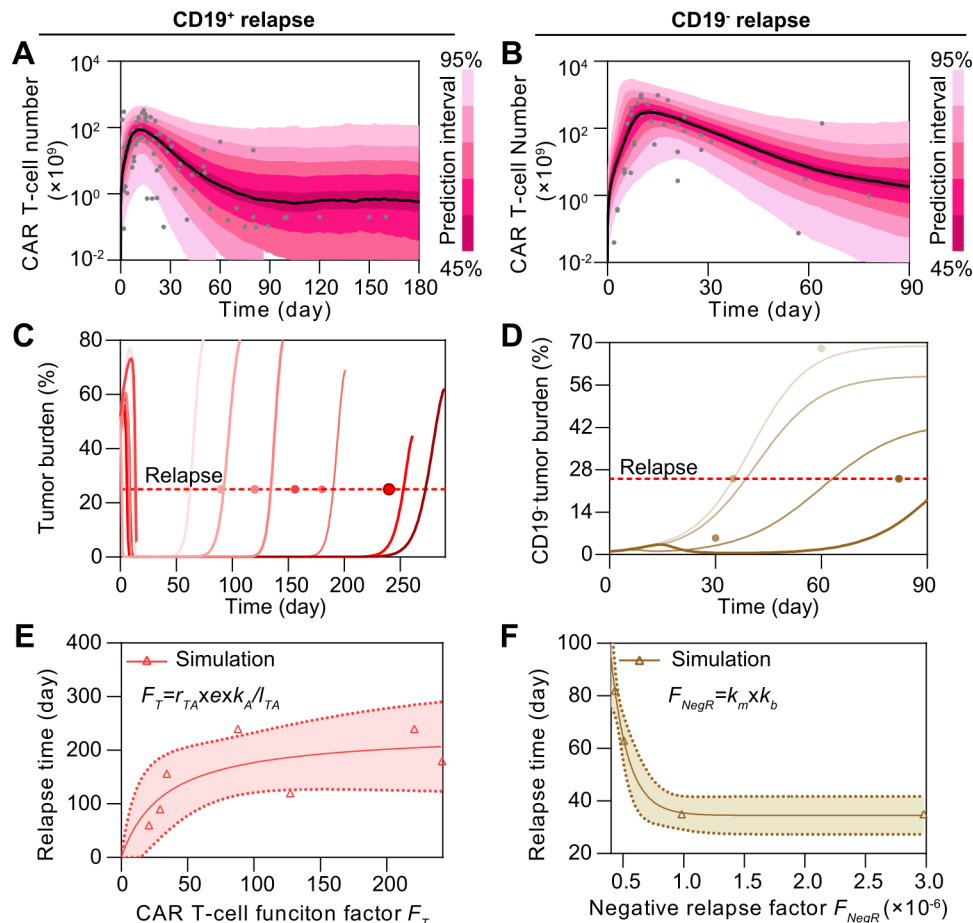 CD19⁺ relapse
CD19⁻ relapse
A
CAR T-cell number
(×10⁹)
10⁴
10²
10⁰
10⁻²
0 30 60 90 120 150 180
Time (day)
95%
Prediction interval
45%
B
CAR T-cell Number
(×10⁹)
10⁴
10²
10⁰
10⁻²
0 30 60 90
Time (day)
95%
Prediction interval
45%
C
Tumor burden (%)
80
60
40
20
0
Relapse
0 50 100 150 200 250
Time (day)
D
CD19⁻tumor burden (%)
70
56
42
28
14
0
Relapse
0 30 60 90
Time (day)
E
Relapse time (day)
400
300
200
100
0
Simulation
F_T=r_TAxexk_A/l_TA
0 50 100 150 200
CAR T-cell funciton factor F_T
F
Relapse time (day)
100
80
60
40
20
Simulation
F_NegR=k_mxk_b
0.5 1.0 1.5 2.0 2.5 3.0
Negative relapse factor F_NegR (×10⁻⁶)